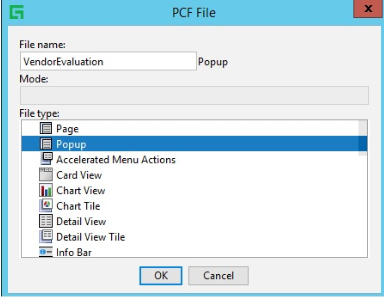 PCF File
x
File name:
VendorEvaluation Popup
Mode:
File type:
Page
Popup
Accelerated Menu Actions
Card View
Chart View
Chart Tile
Detail View
Detail View Tile
Info Bar
OK Cancel